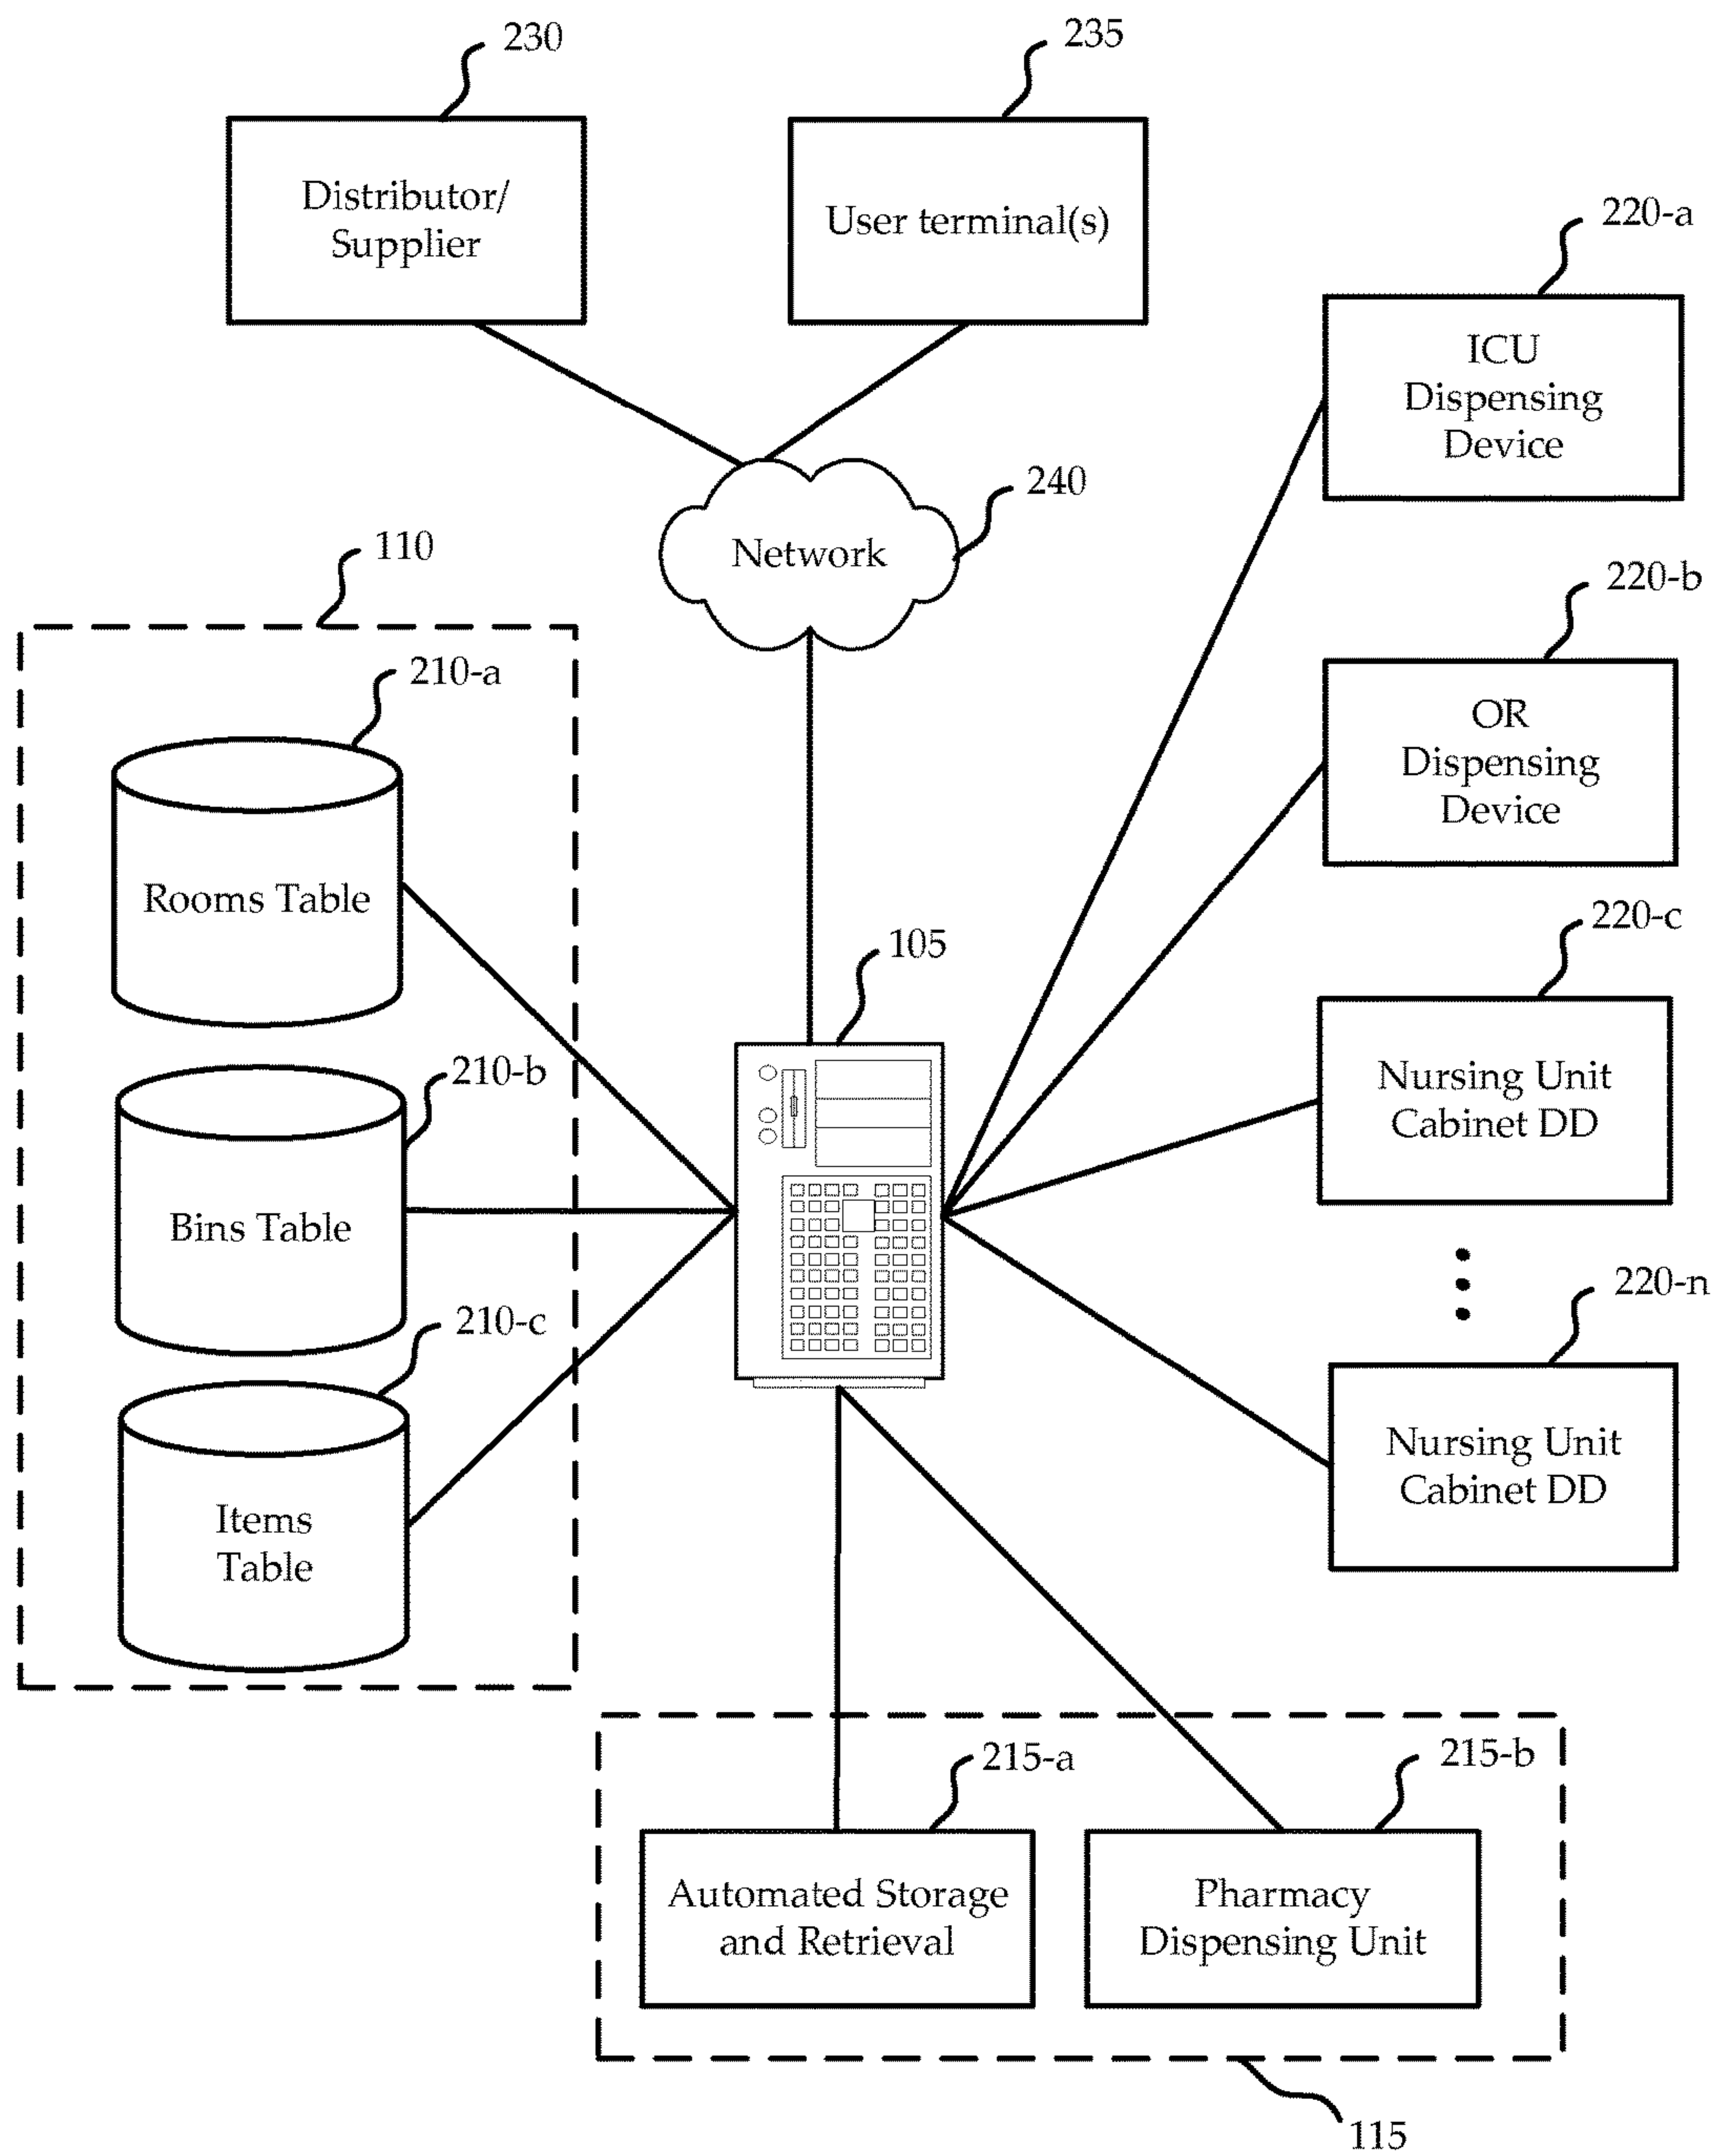 230
235
Distributor/
Supplier
User terminal(s)
220-a
ICU
Dispensing
Device
240
Network
110
220-b
210-a
OR
Dispensing
Device
Rooms Table
105
220-c
210-b
Nursing Unit
Cabinet DD
Bins Table
220-n
210-c
Nursing Unit
Cabinet DD
Items
Table
215-a
215-b
Automated Storage
and Retrieval
Pharmacy
Dispensing Unit
115